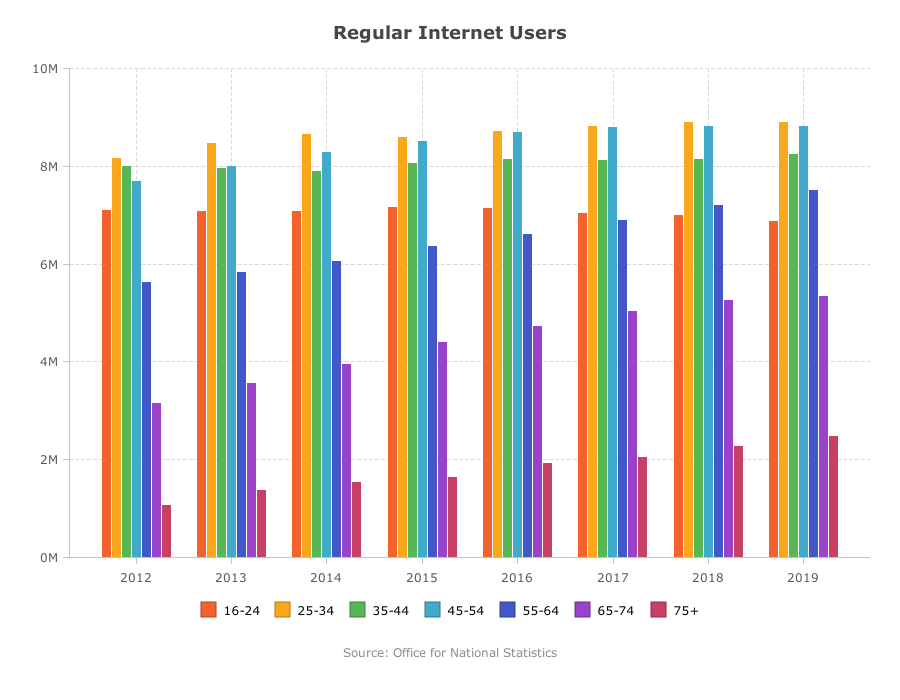 Regular Internet Users
10M
8M
6M
4M
2M
0M
2012 2013 2014 2015 2016 2017 2018 2019
16-24 25-34 35-44 45-54 55-64 65-74 75+
Source: Office for National Statistics